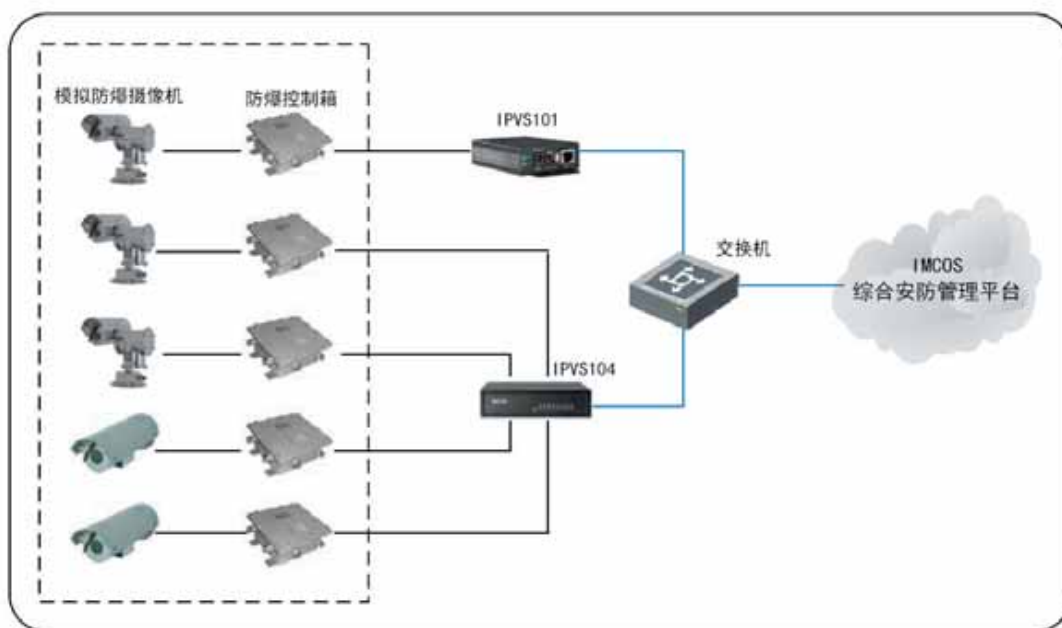 模拟防爆摄像机
防爆控制箱
IPVS101
交换机
IMCOS
综合安防管理平台
IPVS104